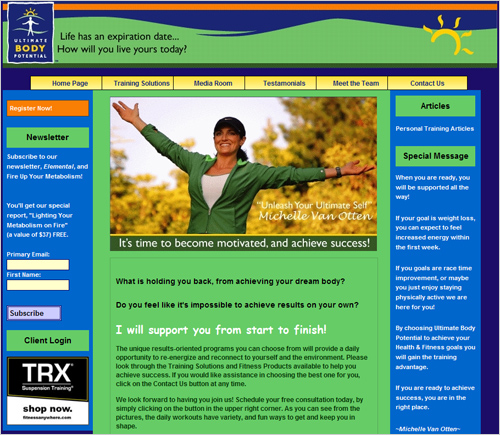 Life has an expiration date...
How will you live yours today?
ULTIMATE
BODY
POTENTIAL
Home Page Training Solutions Media Room Testamonials Meet the Team Contact Us
Register Now!
Newsletter
Subscribe to our
newsletter, Elemental, and
Fire Up Your Metabolism!
You'll get our special
report, "Lighting Your
Metabolism on Fire"
(a value of $37) FREE.
Primary Email:
First Name:
Subscribe
Client Login
TRX
Suspension Training
shop now.
fitnessanywhere.com
"Unleash Your Ultimate Self"
Michelle Van Otten
It's time to become motivated, and achieve success!
What is holding you back, from achieving your dream body?
Do you feel like it's impossible to achieve results on your own?
I will support you from start to finish!
The unique results-oriented programs you can choose from will provide a daily
opportunity to re-energize and reconnect to yourself and the environment. Please
look through the Training Solutions and Fitness Products available to help you
achieve success. If you would like assistance in choosing the best one for you,
click on the Contact Us button at any time.
We look forward to having you join us! Schedule your free consultation today, by
simply clicking on the button in the upper right corner. As you can see from the
pictures, the daily workouts have variety, and fun ways to get and keep you in
shape.
Articles
Personal Training Articles
Special Message
When you are ready, you
will be supported all the
way!
If your goal is weight loss,
you can expect to feel
increased energy within
the first week.
If you goals are race time
improvement, or maybe
you just enjoy staying
physically active we are
here for you!
By choosing Ultimate Body
Potential to achieve your
Health & Fitness goals you
will gain the training
advantage.
If you are ready to achieve
success, you are in the
right place.
~Michelle Van Otten~